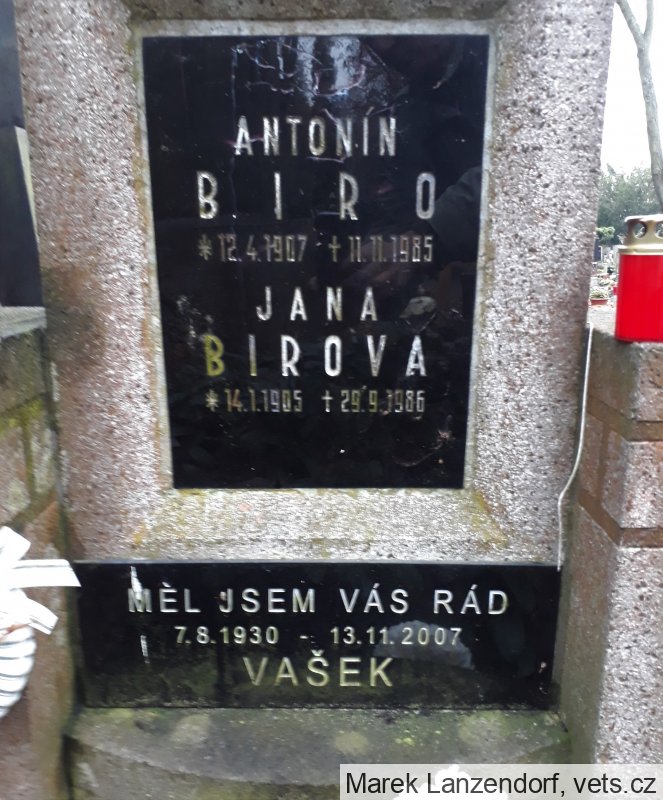 ANTONÍN
BIRO
* 12.4.1907 † 11.11.1985
JANA
BIROVA
* 14.1.1905 † 29.9.1986
MĚL JSEM VÁS RÁD
7.8.1930 - 13.11.2007
VAŠEK
Marek Lanzendorf, vets.cz